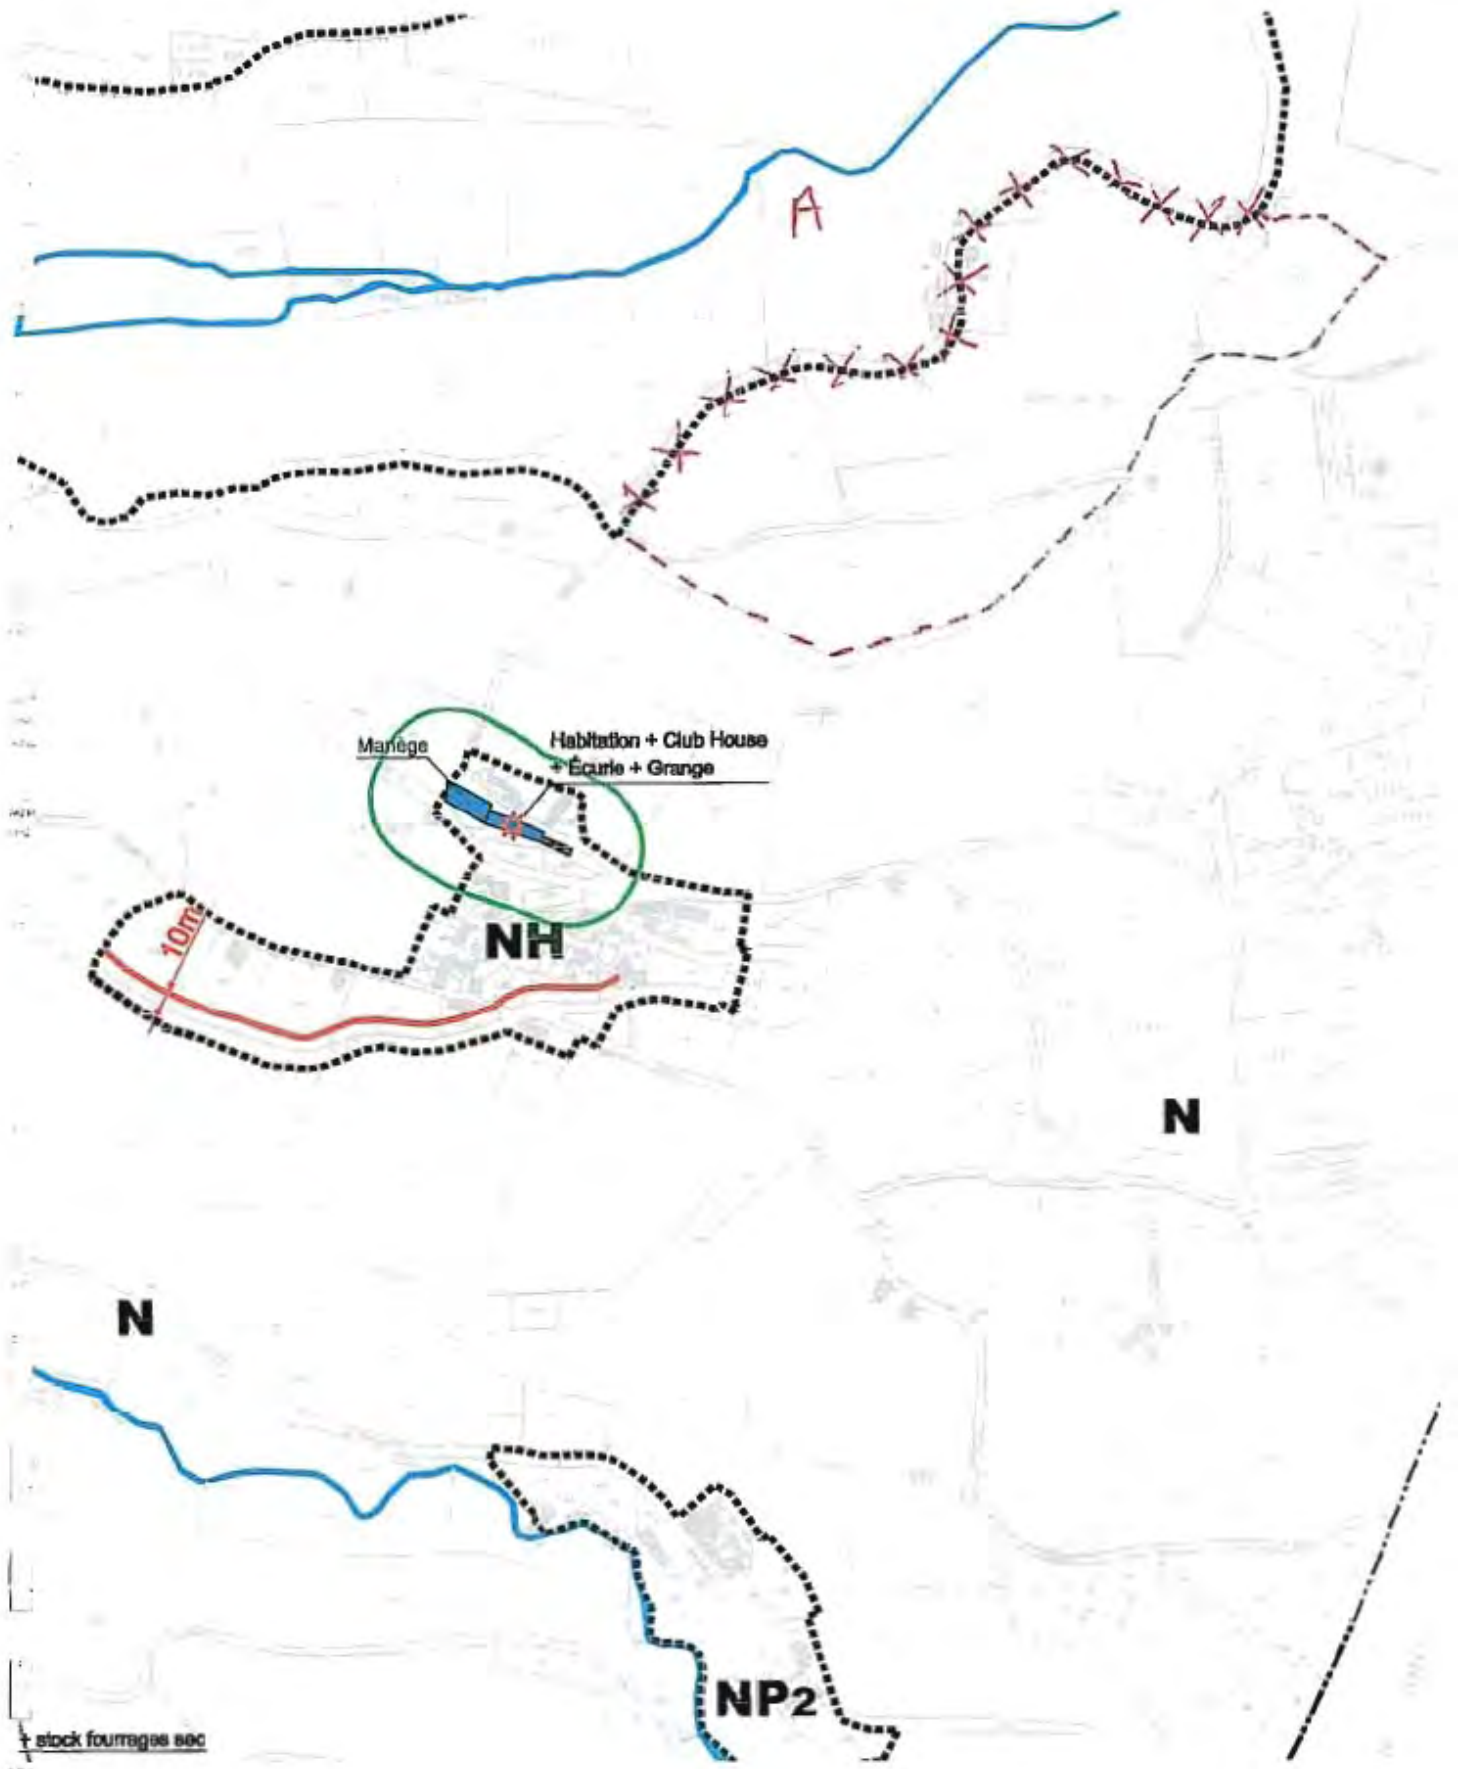 A
Manège
Habitation + Club House
+ Écurie + Grange
10m
NH
N
N
NP2
+ stock fourrages sec